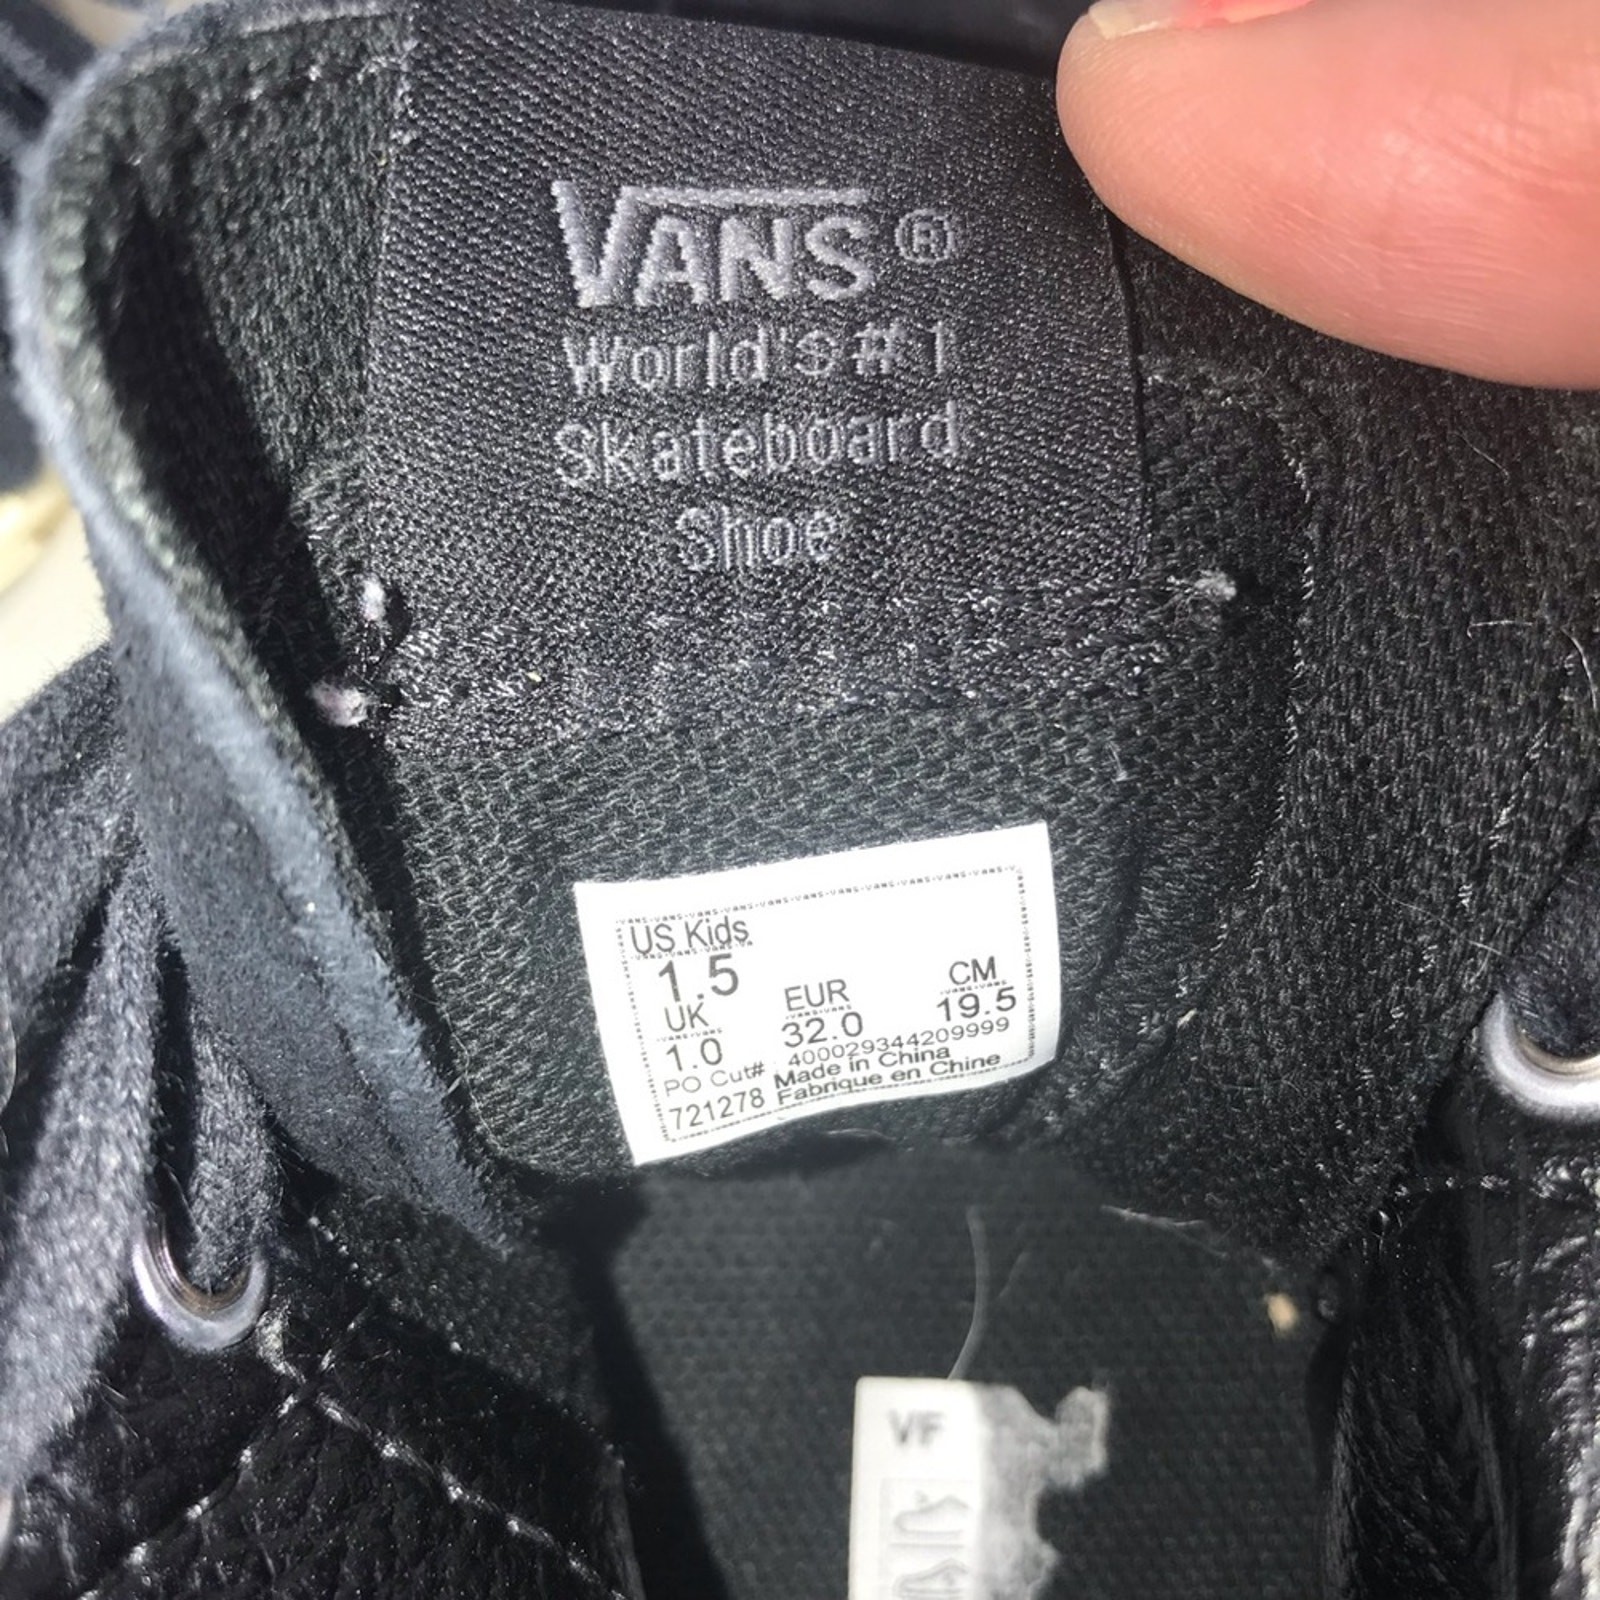 VANS®
World's #1
Skateboard
Shoe
US Kids
1.5
UK EUR CM
1.0 32.0 19.5
PO Cut# : 400029344209999
721278 Made in China
Fabrique en Chine
VF